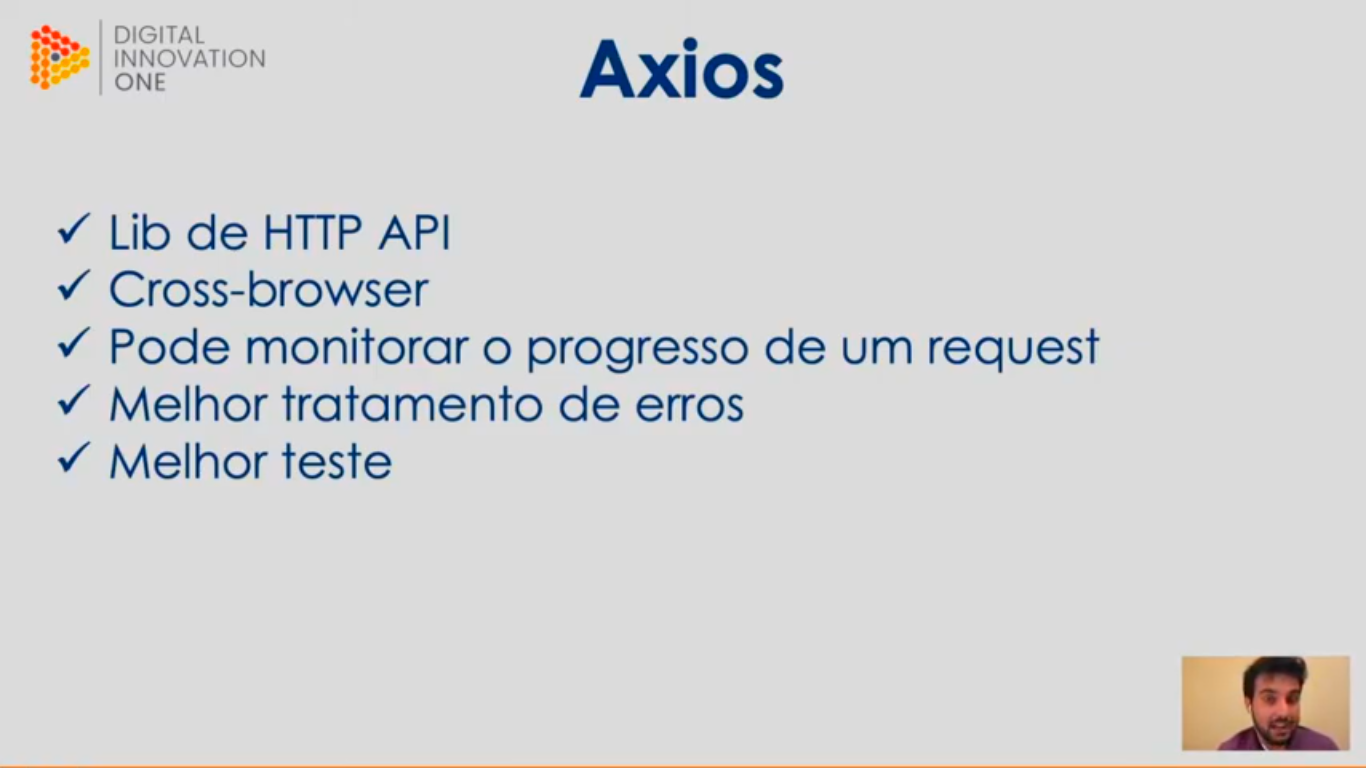 DIGITAL
INNOVATION
ONE
Axios
✓ Lib de HTTP API
✓ Cross-browser
✓ Pode monitorar o progresso de um request
✓ Melhor tratamento de erros
✓ Melhor teste